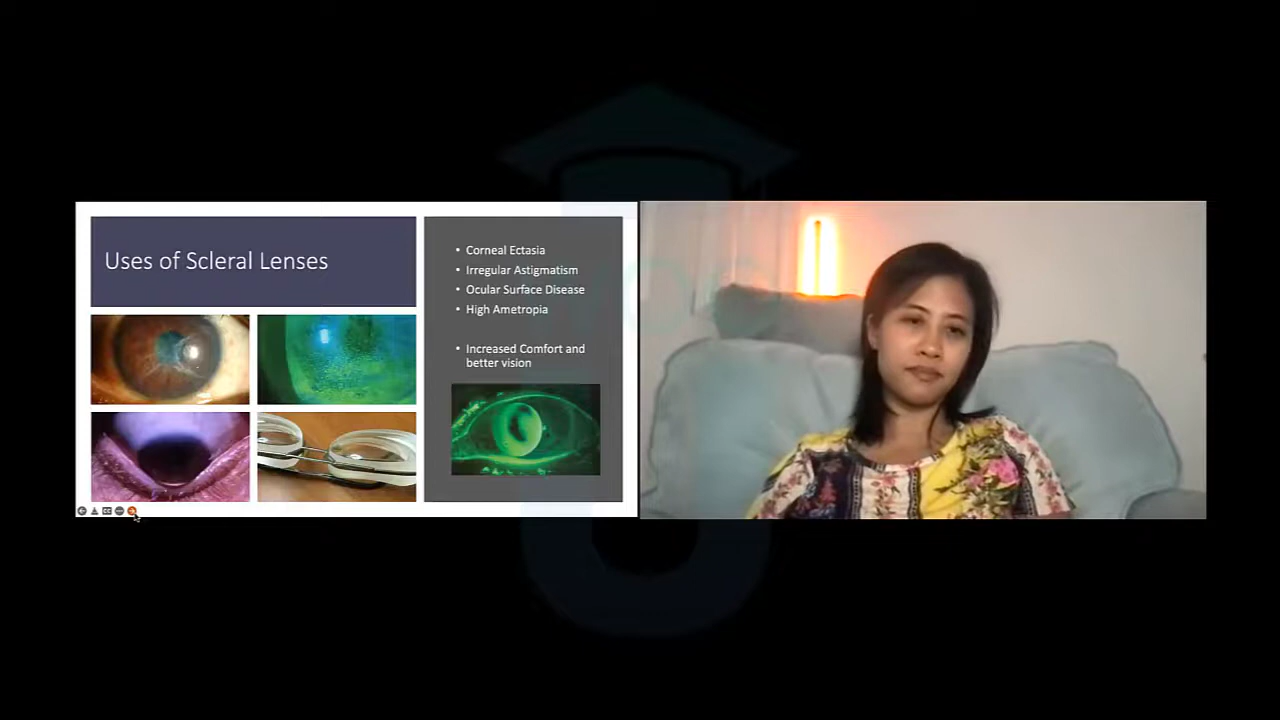 Uses of Scleral Lenses
• Corneal Ectasia
• Irregular Astigmatism
• Ocular Surface Disease
• High Ametropia
• Increased Comfort and
better vision